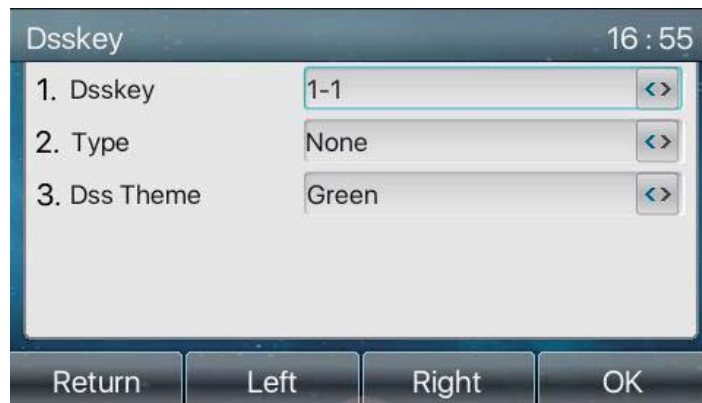 Dsskey 16:55
1. Dsskey 1-1 <>
2. Type None <>
3. Dss Theme Green <>
Return Left Right OK